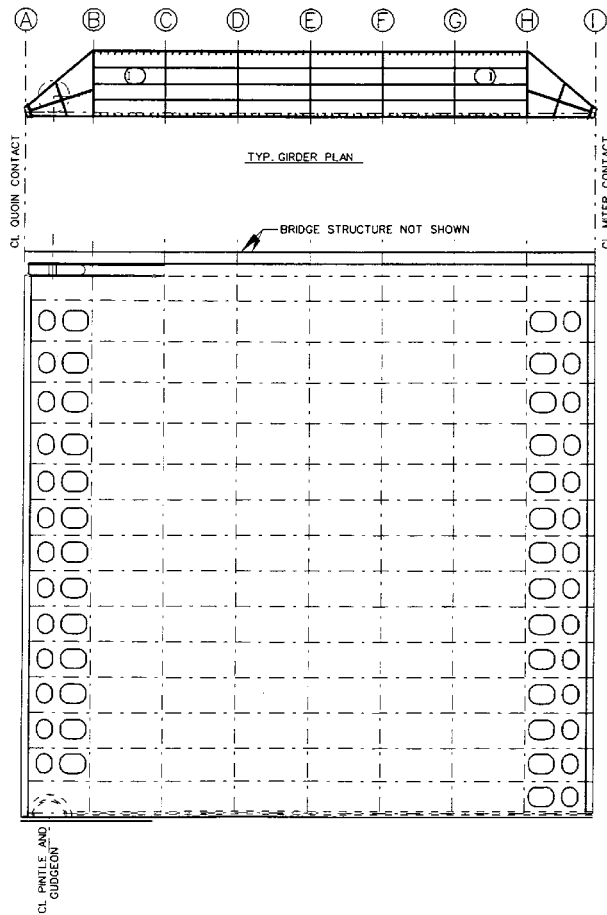 A B C D E F G H I
TYP. GIRDER PLAN
CL QUOIN CONTACT
CL MITER CONTACT
BRIDGE STRUCTURE NOT SHOWN
CL PINTLE AND
GUDGEON